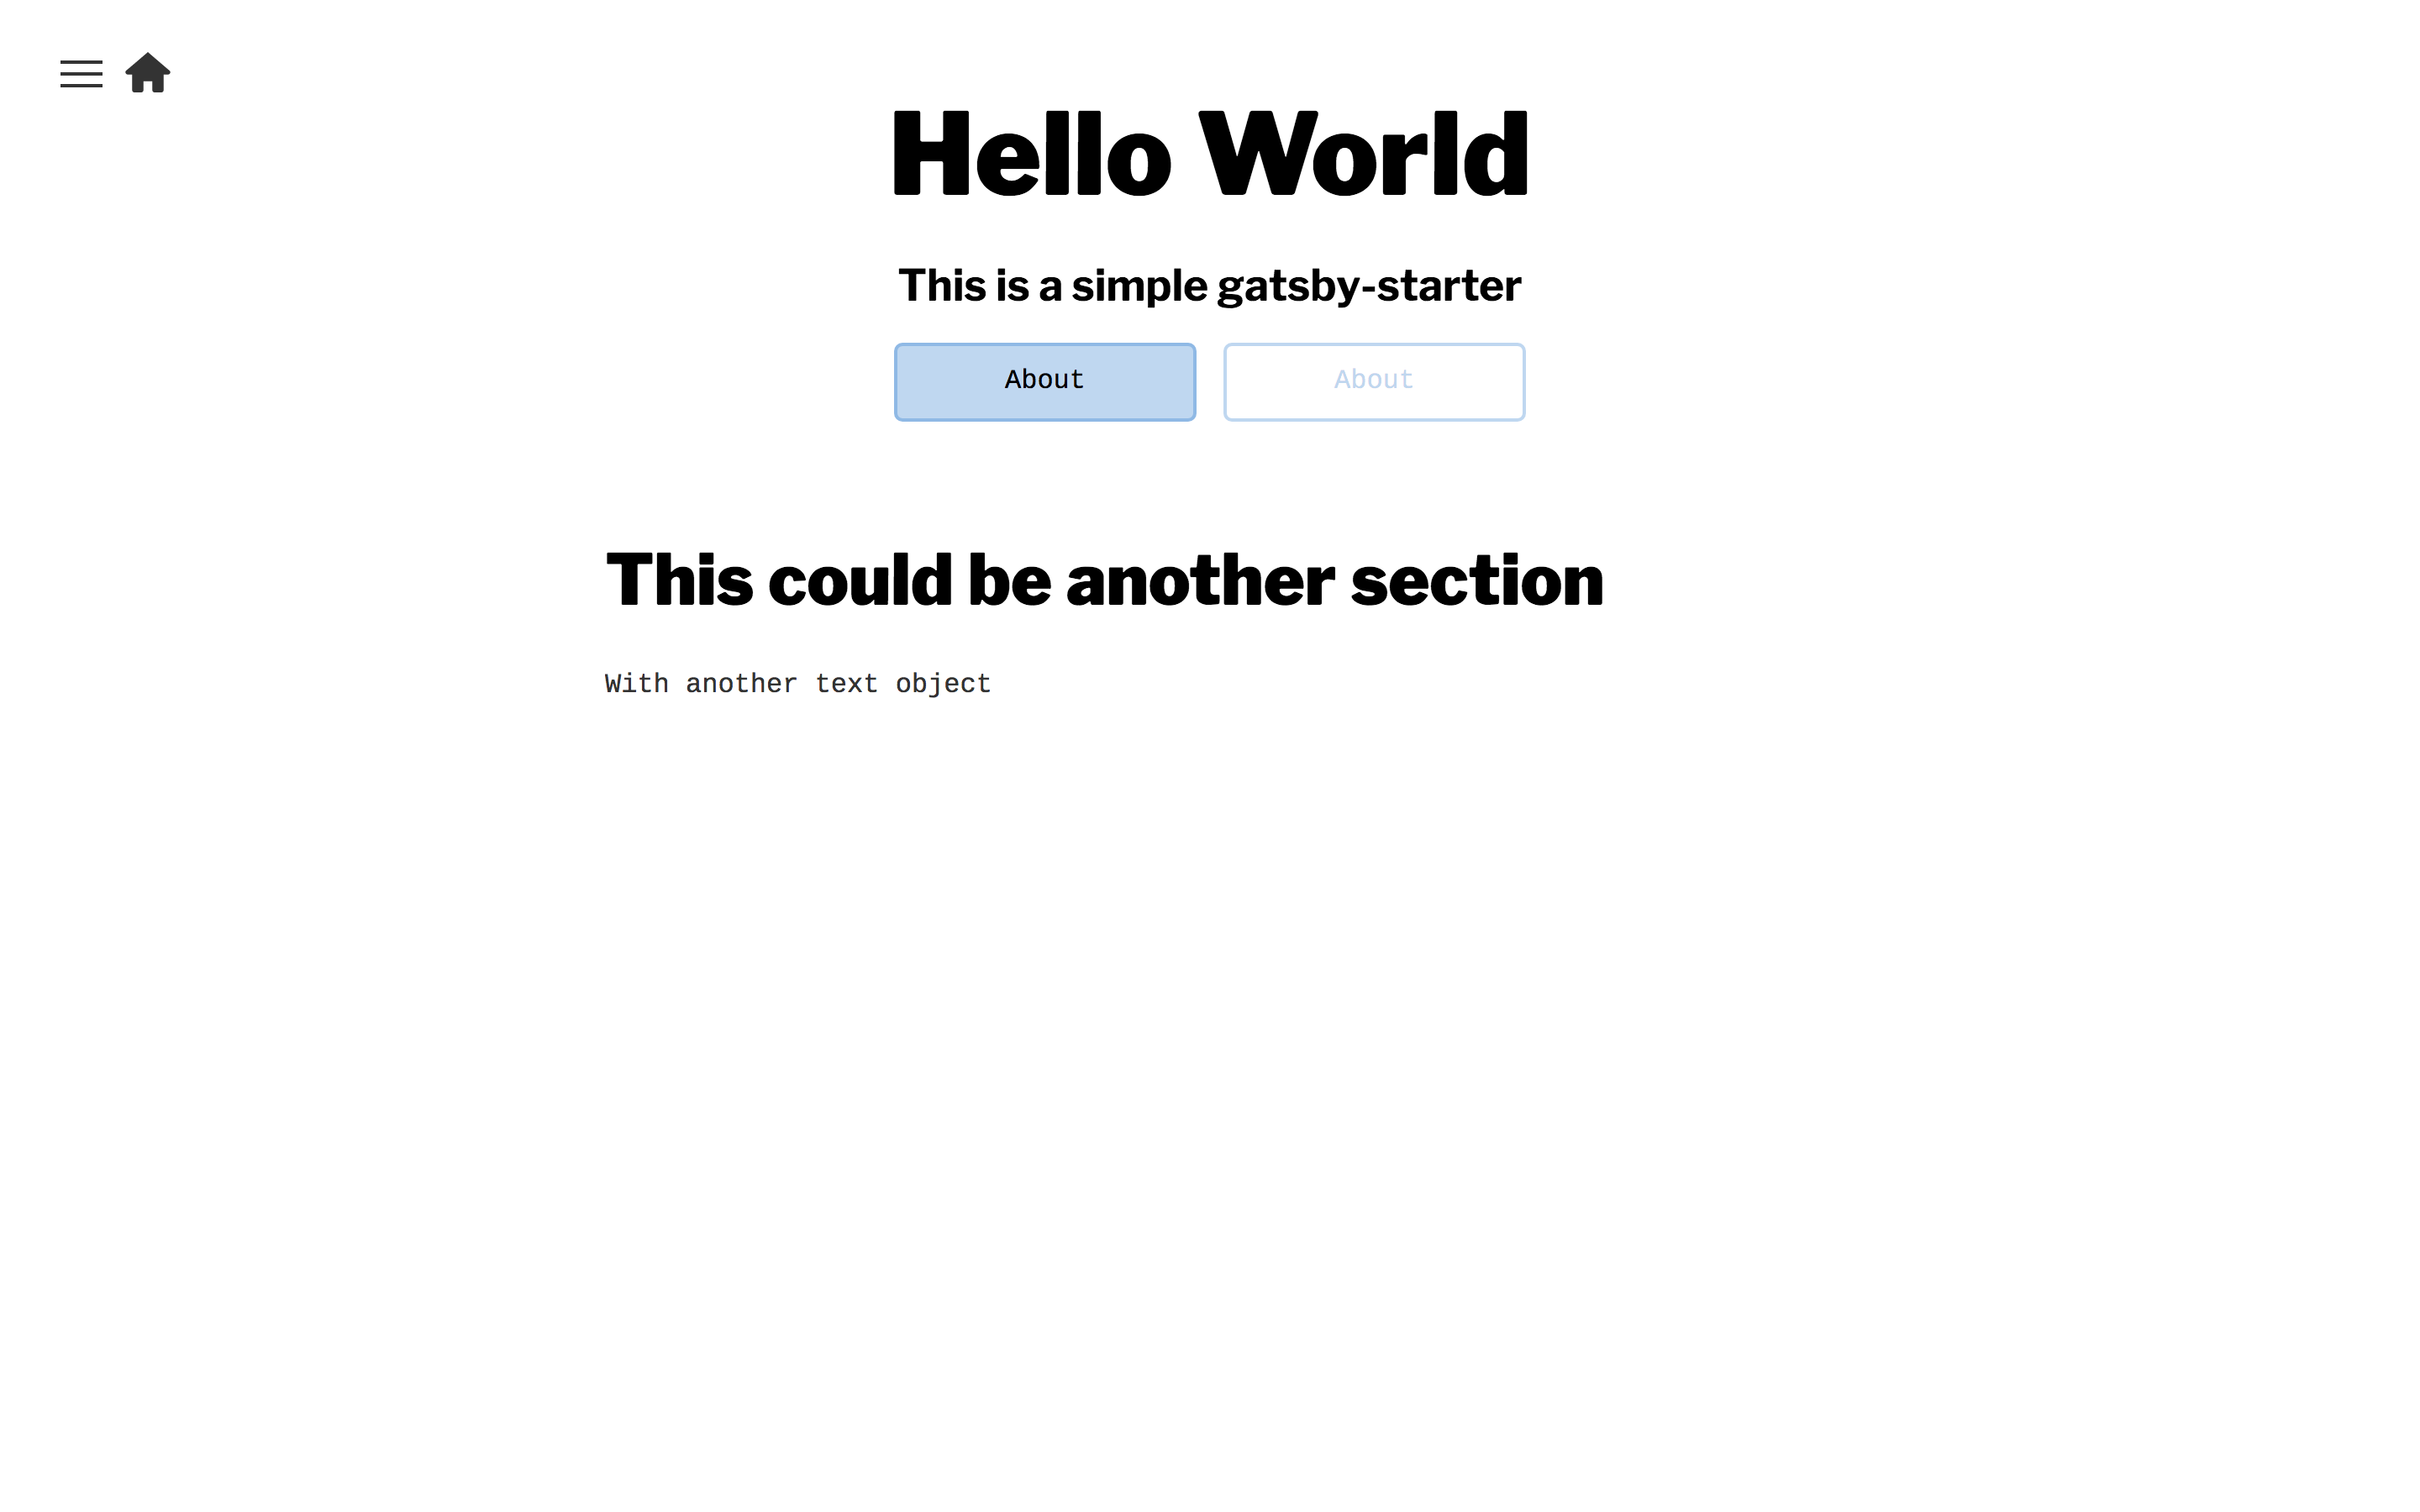 Hello World
This is a simple gatsby-starter
About About
This could be another section
With another text object